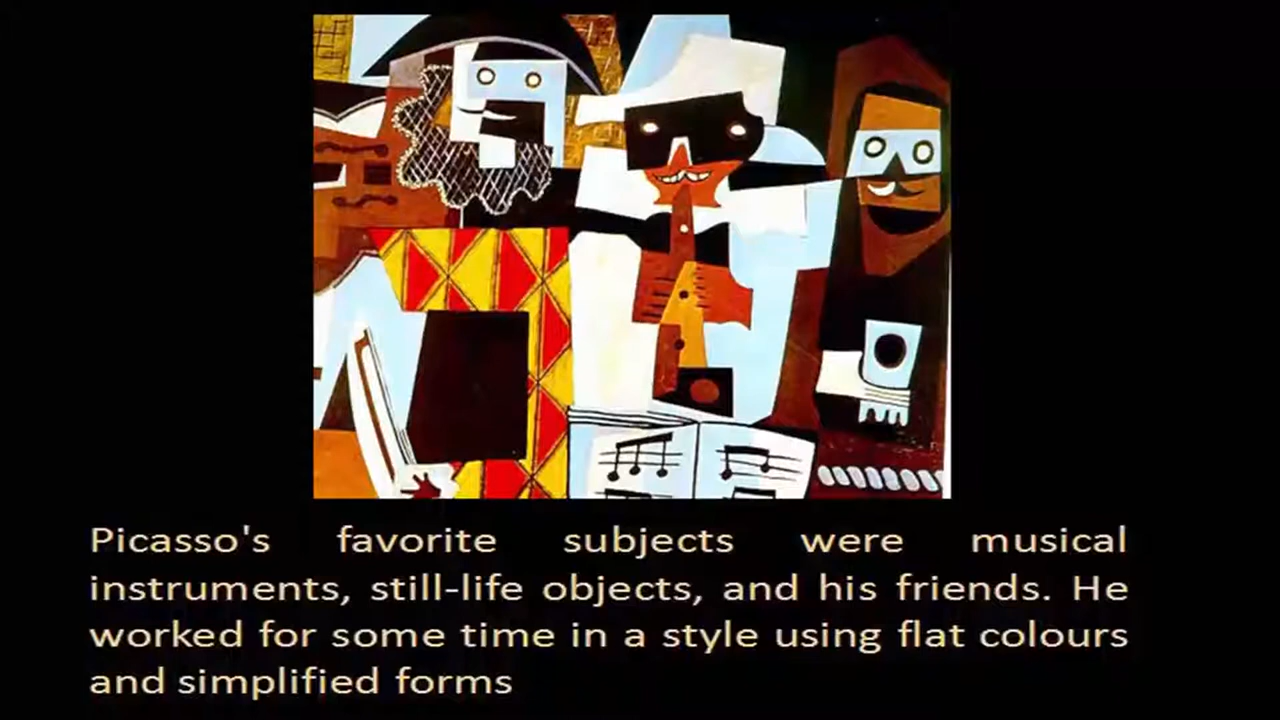 Picasso's favorite subjects were musical
instruments, still-life objects, and his friends. He
worked for some time in a style using flat colours
and simplified forms